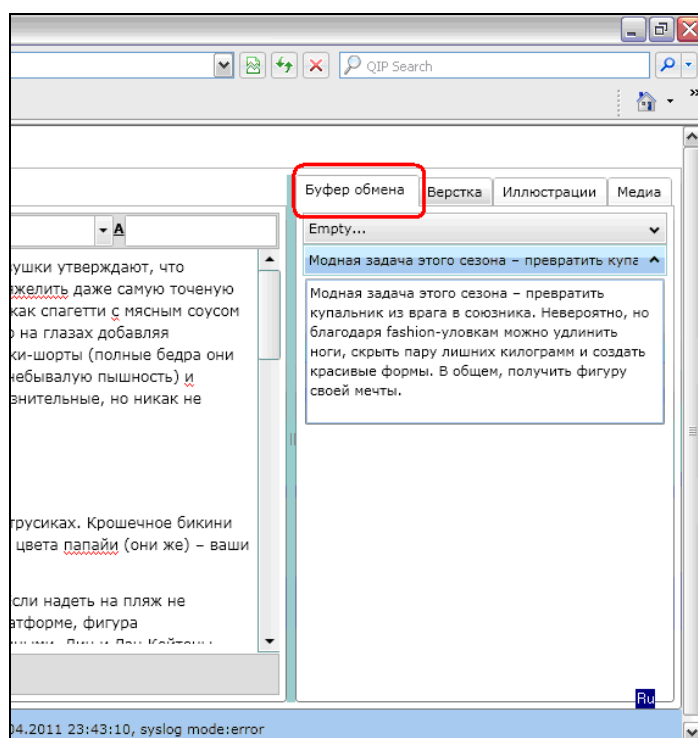 QIP Search
»
Буфер обмена
Верстка
Иллюстрации
Медиа
A
ушки утверждают, что
яжелить даже самую точеную
как спагетти с мясным соусом
о на глазах добавляя
ки-шорты (полные бедра они
небывалую пышность) и
знительные, но никак не
трусиках. Крошечное бикини
цвета папайи (они же) – ваши
сли надеть на пляж не
атформе, фигура
Empty...
Модная задача этого сезона – превратить купа
Модная задача этого сезона – превратить
купальник из врага в союзника. Невероятно, но
благодаря fashion-уловкам можно удлинить
ноги, скрыть пару лишних килограмм и создать
красивые формы. В общем, получить фигуру
своей мечты.
Ru
04.2011 23:43:10, syslog mode:error